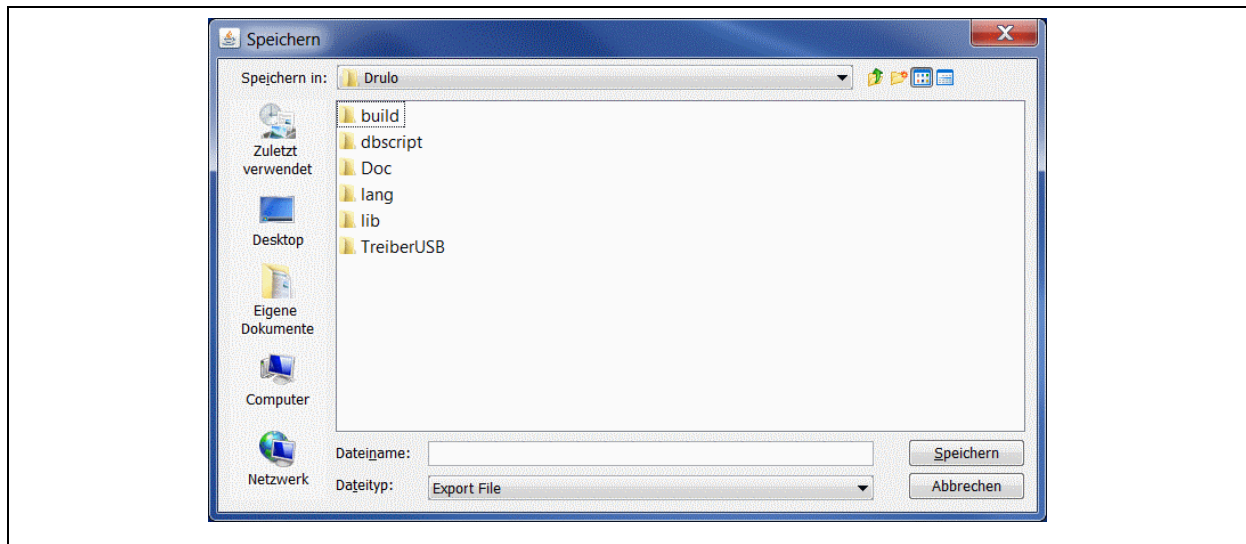 Speichern
Speichern in: Drulo
Zuletzt
verwendet
Desktop
Eigene
Dokumente
Computer
Netzwerk
build
dbscript
Doc
lang
lib
TreiberUSB
Dateiname:
Speichern
Dateityp: Export File
Abbrechen